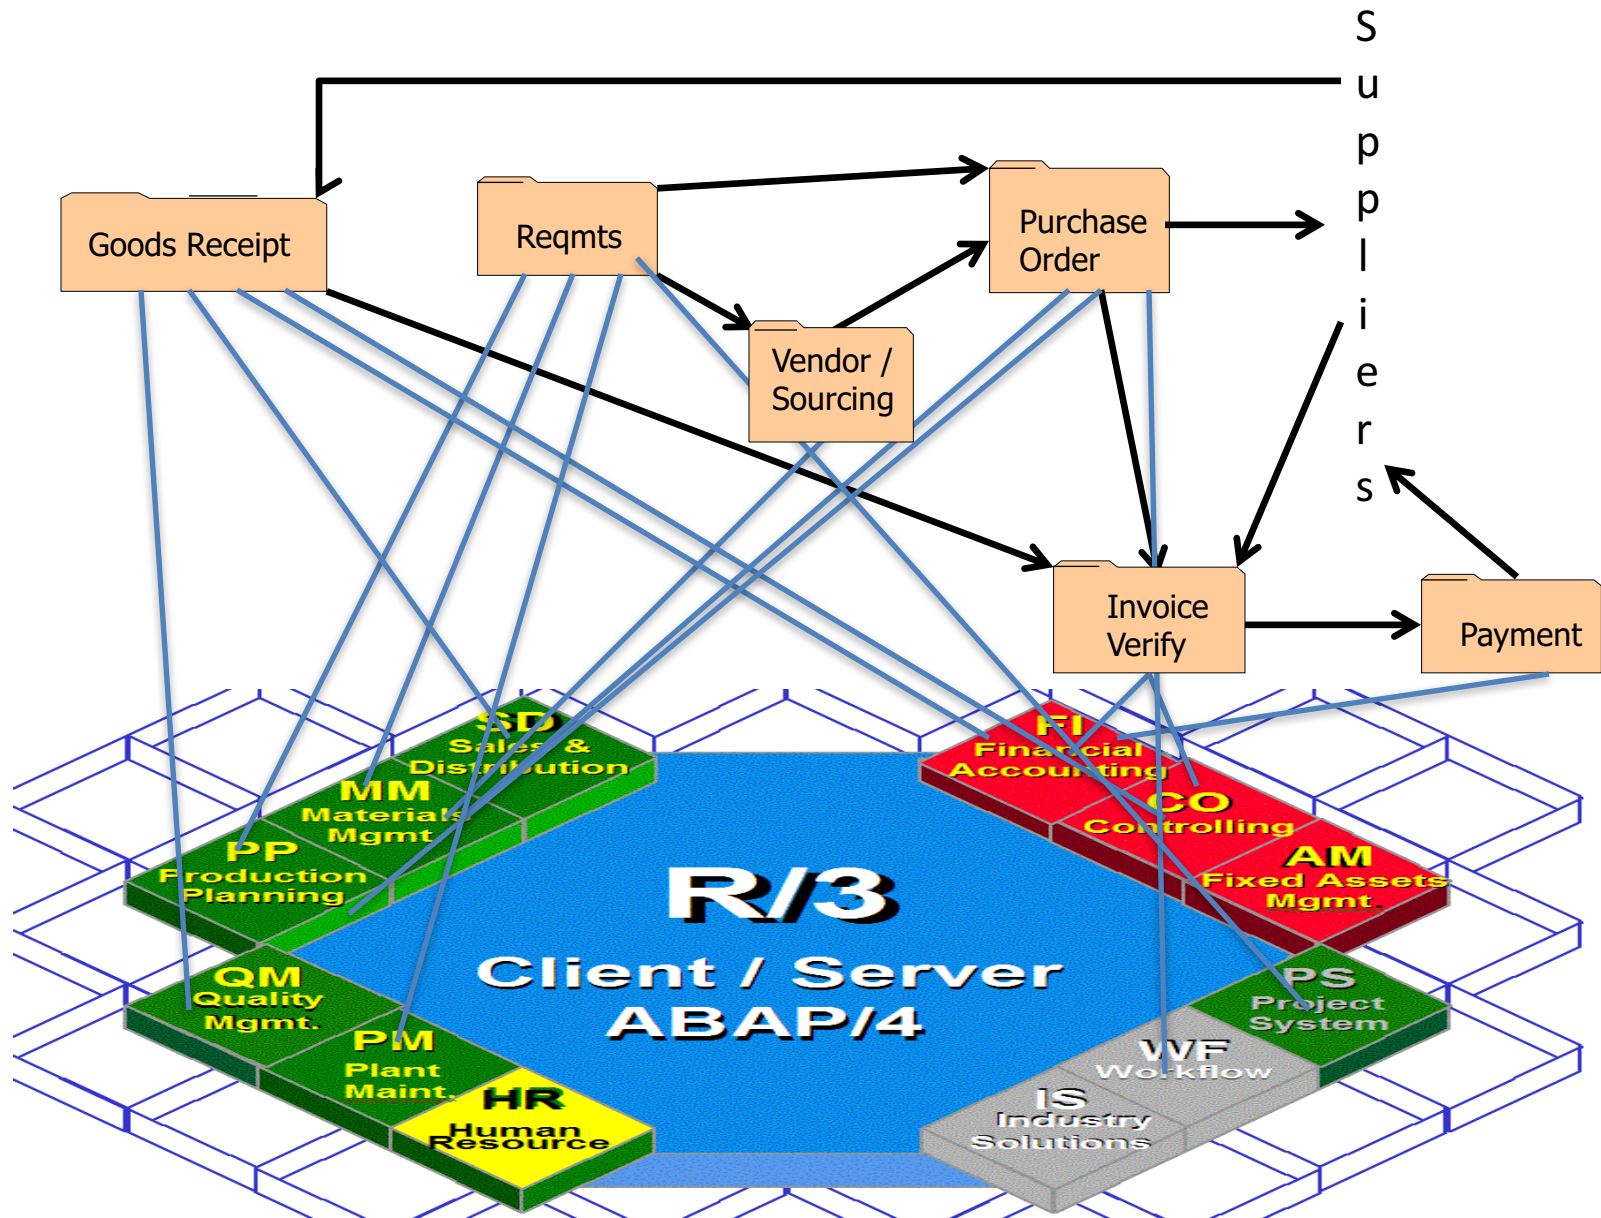 S
u
p
p
l
i
e
r
s
Goods Receipt
Reqmts
Purchase
Order
Vendor /
Sourcing
Invoice
Verify
Payment
SD
Sales &
Distribution
MM
Materials
Mgmt
PP
Production
Planning
FI
Financial
Accounting
CO
Controlling
AM
Fixed Assets
Mgmt.
R/3
Client / Server
ABAP/4
QM
Quality
Mgmt.
PM
Plant
Maint.
HR
Human
Resource
PS
Project
System
WF
Workflow
IS
Industry
Solutions